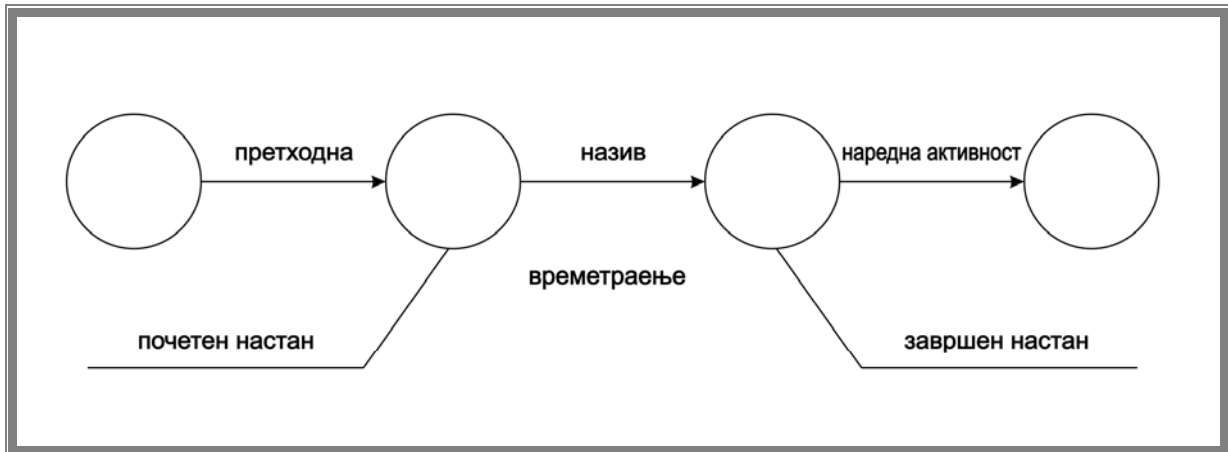 претходна
назив
наредна активност
времетраење
почетен настан
завршен настан